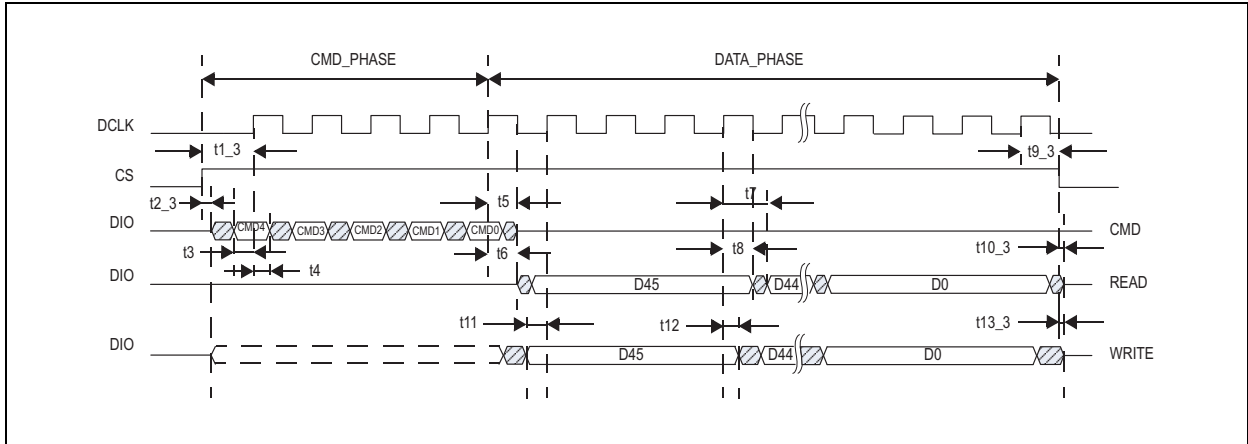 CMD_PHASE DATA_PHASE
DCLK
t1_3 t9_3
CS
t2_3 t5 t7
DIO CMD4 CMD3 CMD2 CMD1 CMD0 CMD
t3 t4 t6 t8 t10_3
DIO D45 D44 D0 READ
t11 t12 t13_3
DIO D45 D44 D0 WRITE